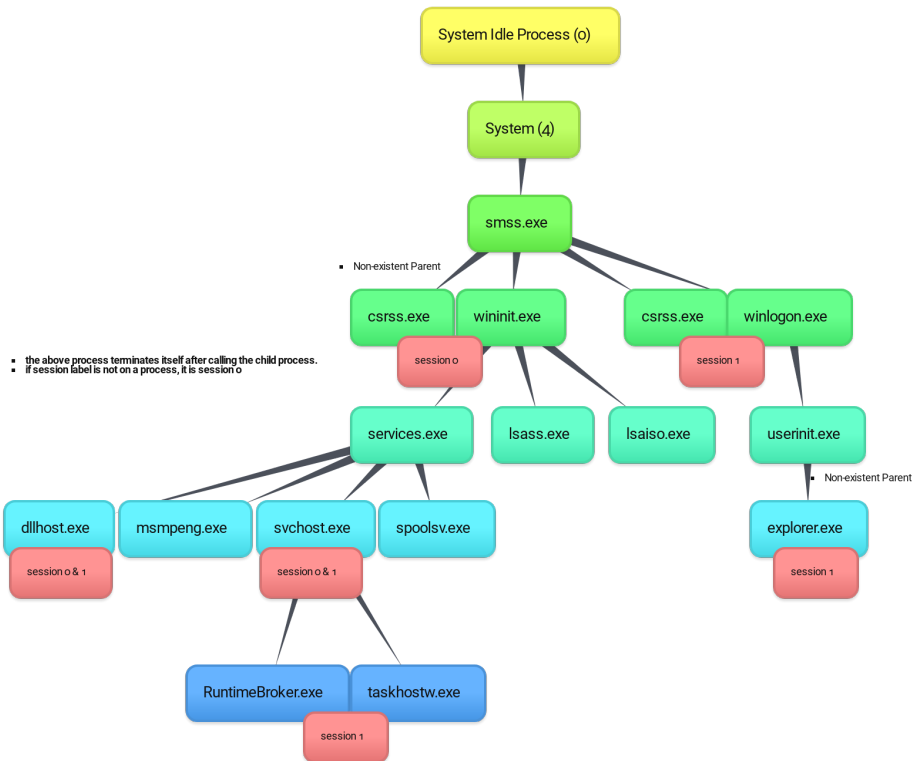 System Idle Process (0)
System (4)
smss.exe
Non-existent Parent
csrss.exe
wininit.exe
csrss.exe
winlogon.exe
session 0
session 1
the above process terminates itself after calling the child process.
if session label is not on a process, it is session 0
services.exe
lsass.exe
lsaiso.exe
userinit.exe
Non-existent Parent
dllhost.exe
msmpeng.exe
svchost.exe
spoolsv.exe
explorer.exe
session 0 & 1
session 0 & 1
session 1
RuntimeBroker.exe
taskhostw.exe
session 1